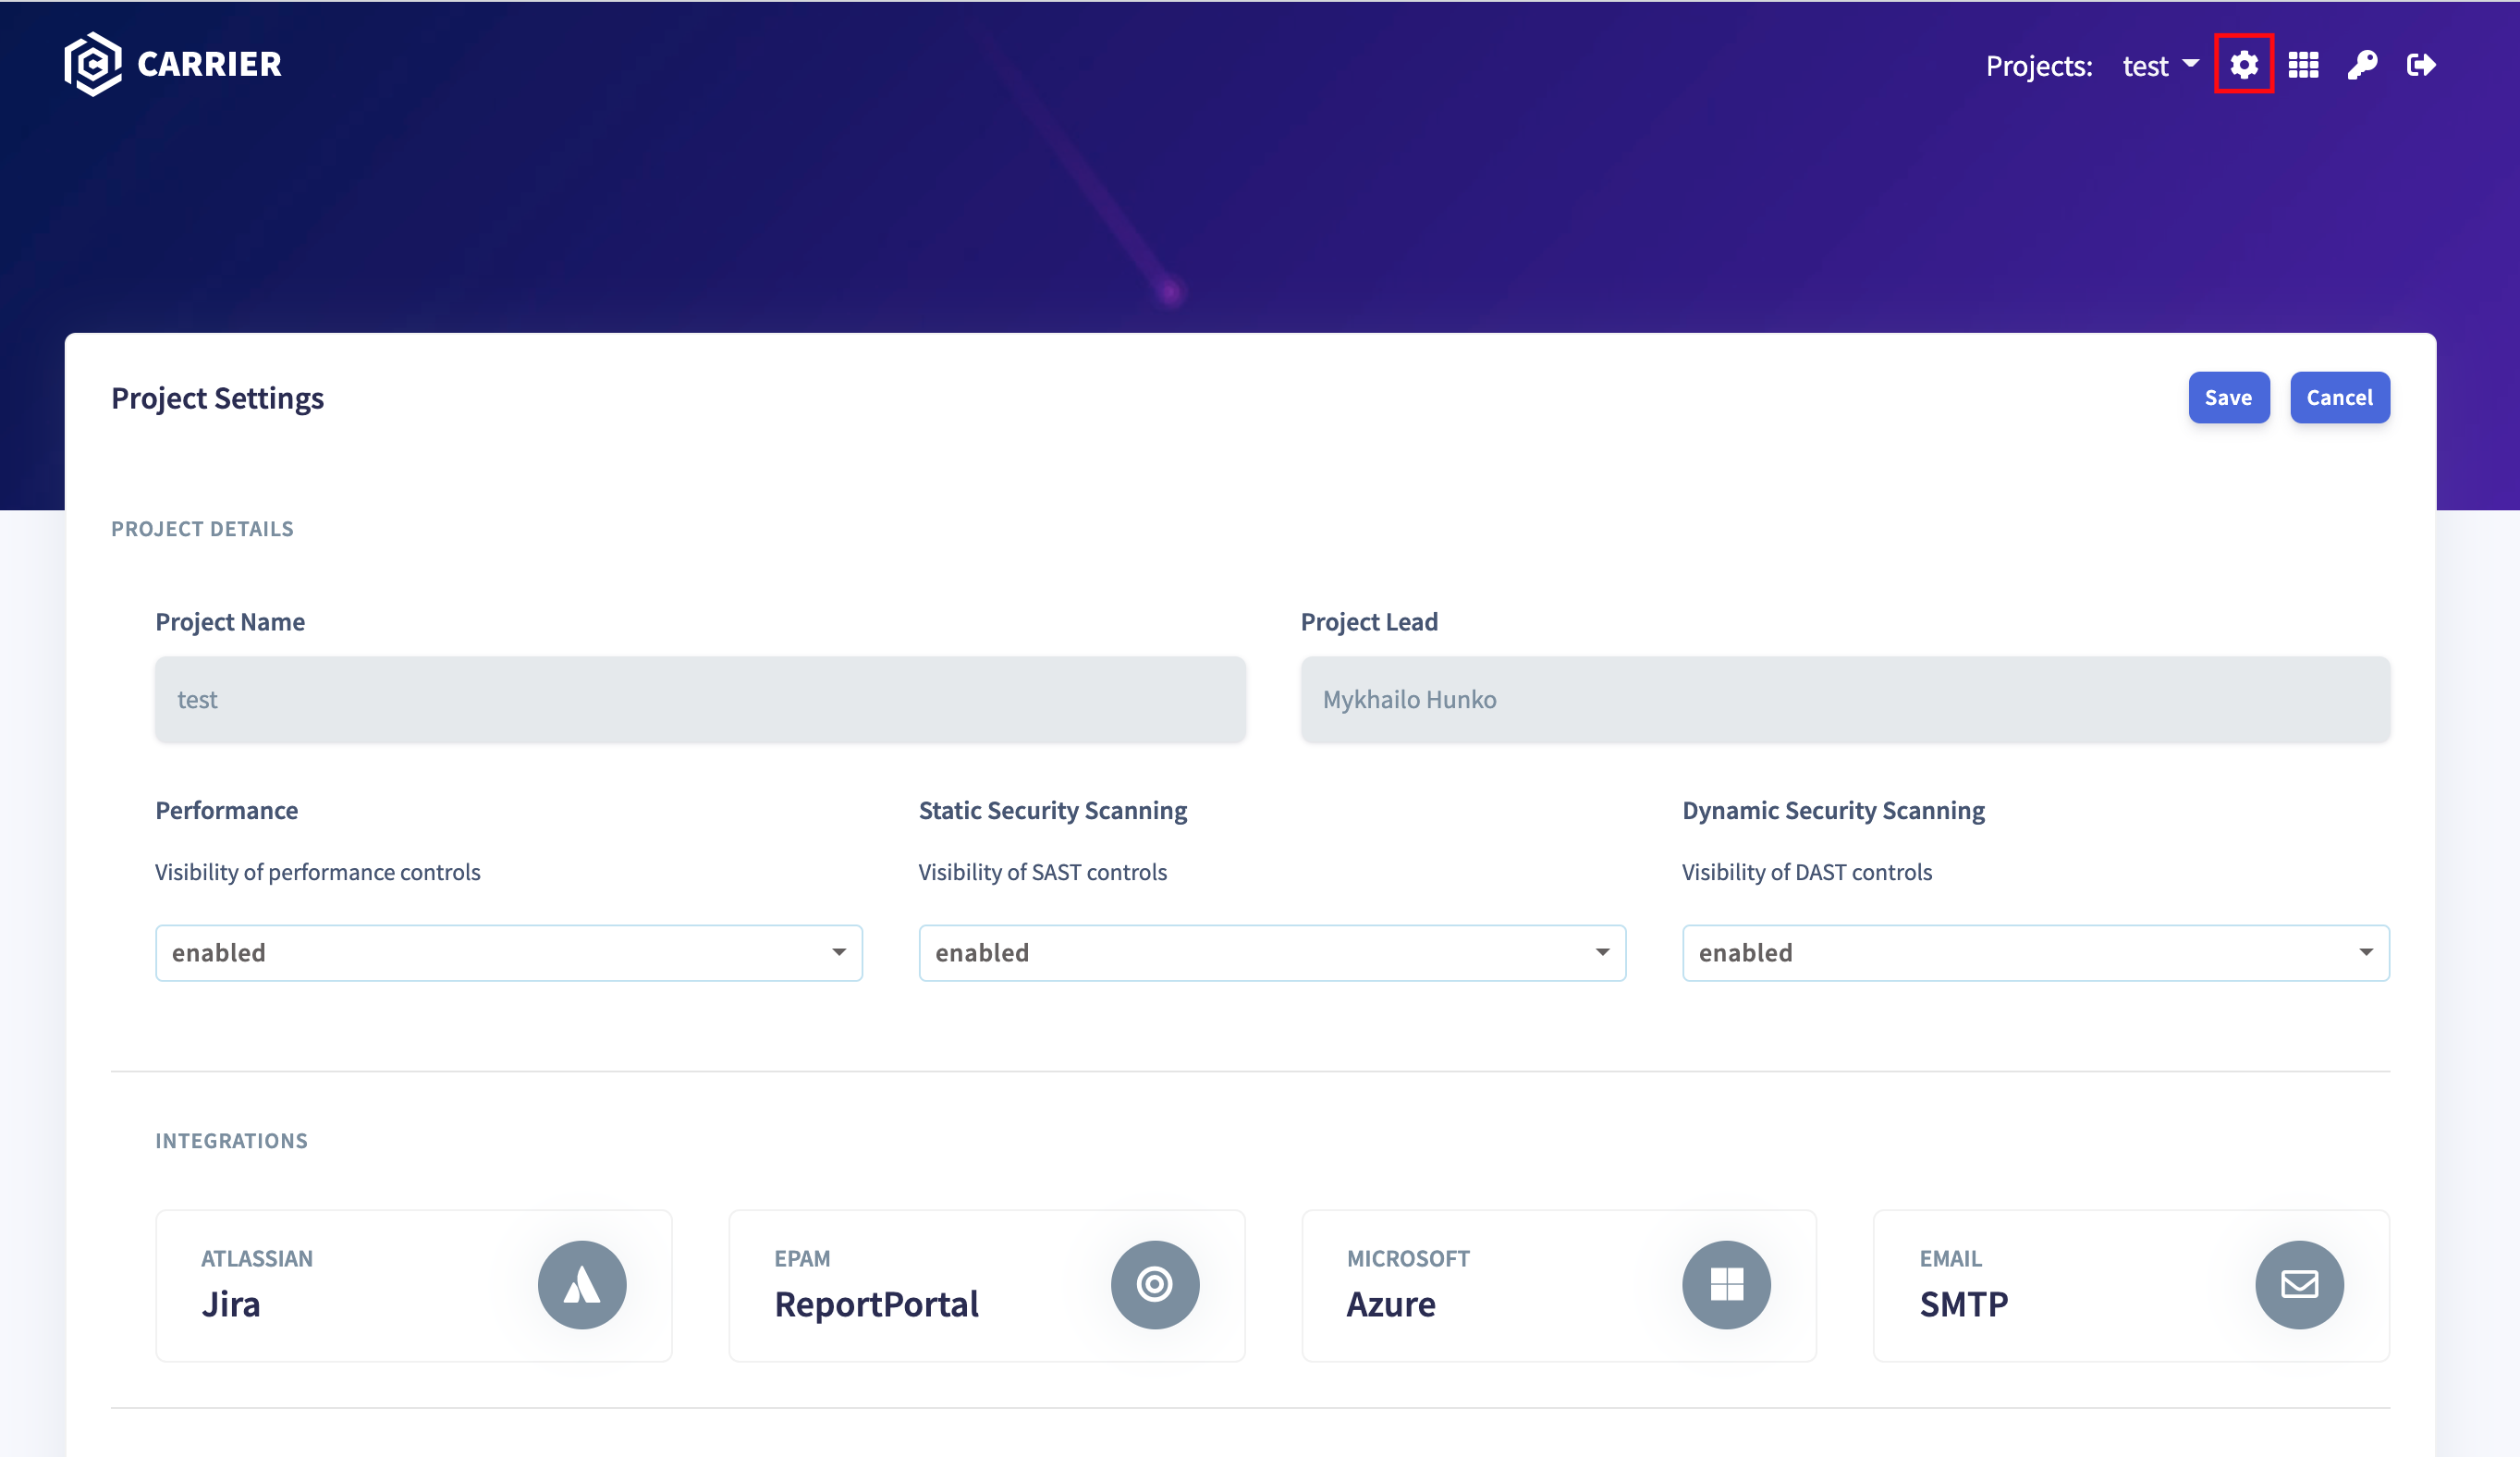 CARRIER
Projects: test
Project Settings
Save
Cancel
PROJECT DETAILS
Project Name
Project Lead
test
Mykhailo Hunko
Performance
Static Security Scanning
Dynamic Security Scanning
Visibility of performance controls
Visibility of SAST controls
Visibility of DAST controls
enabled
enabled
enabled
INTEGRATIONS
ATLASSIAN
Jira
EPAM
ReportPortal
MICROSOFT
Azure
EMAIL
SMTP